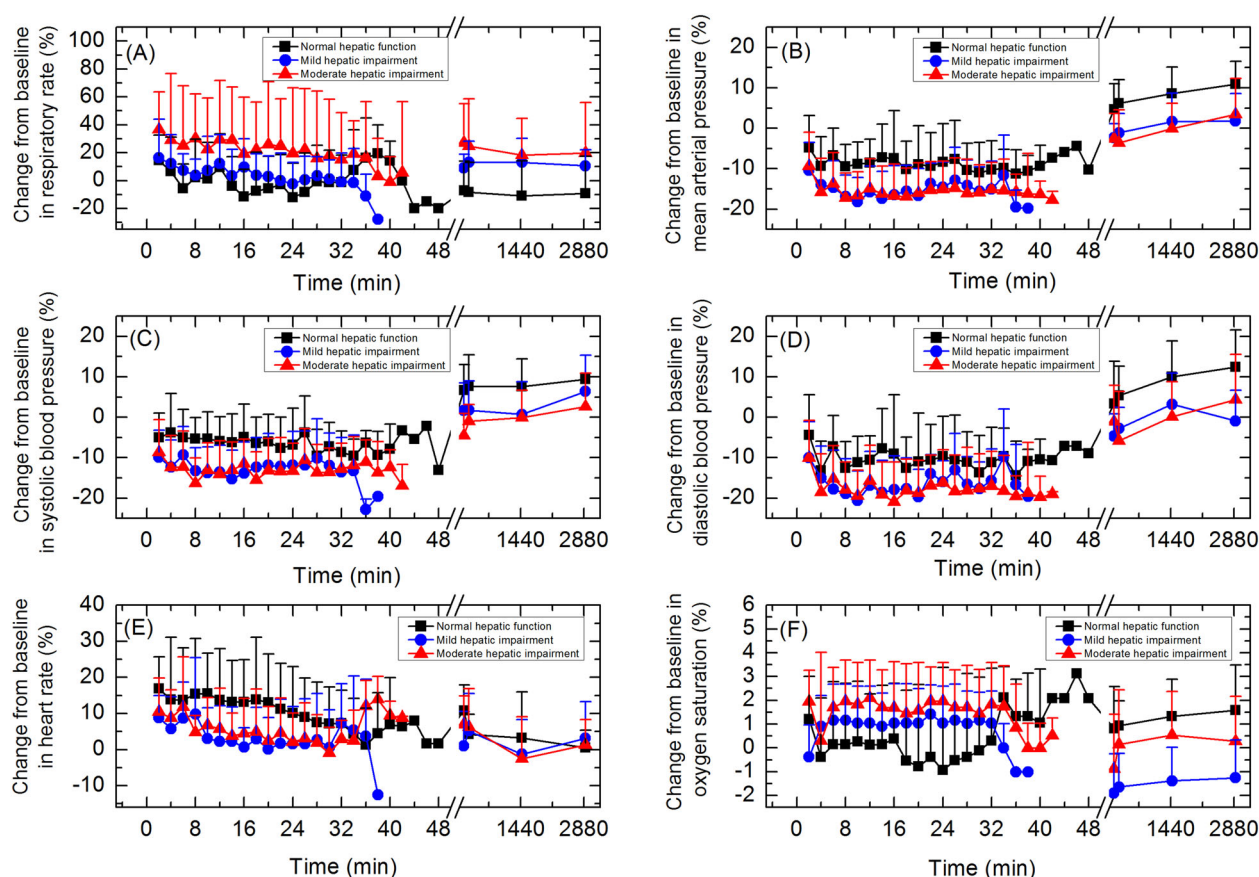 (A)
Normal hepatic function
Mild hepatic impairment
Moderate hepatic impairment
Change from baseline
in respiratory rate (%)
100
80
60
40
20
0
-20
0 8 16 24 32 40 48 1440 2880
Time (min)
(B)
Normal hepatic function
Mild hepatic impairment
Moderate hepatic impairment
Change from baseline in
mean arterial pressure (%)
20
10
0
-10
-20
0 8 16 24 32 40 48 1440 2880
Time (min)
(C)
Normal hepatic function
Mild hepatic impairment
Moderate hepatic impairment
Change from baseline
in systolic blood pressure (%)
20
10
0
-10
-20
0 8 16 24 32 40 48 1440 2880
Time (min)
(D)
Normal hepatic function
Mild hepatic impairment
Moderate hepatic impairment
Change from baseline in
diastolic blood pressure (%)
20
10
0
-10
-20
0 8 16 24 32 40 48 1440 2880
Time (min)
(E)
Normal hepatic function
Mild hepatic impairment
Moderate hepatic impairment
Change from baseline
in heart rate (%)
40
30
20
10
0
-10
0 8 16 24 32 40 48 1440 2880
Time (min)
(F)
Normal hepatic function
Mild hepatic impairment
Moderate hepatic impairment
Change from baseline in
oxygen saturation (%)
6
5
4
3
2
1
0
-1
-2
0 8 16 24 32 40 48 1440 2880
Time (min)